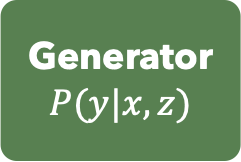 Generator
P(y|x, z)